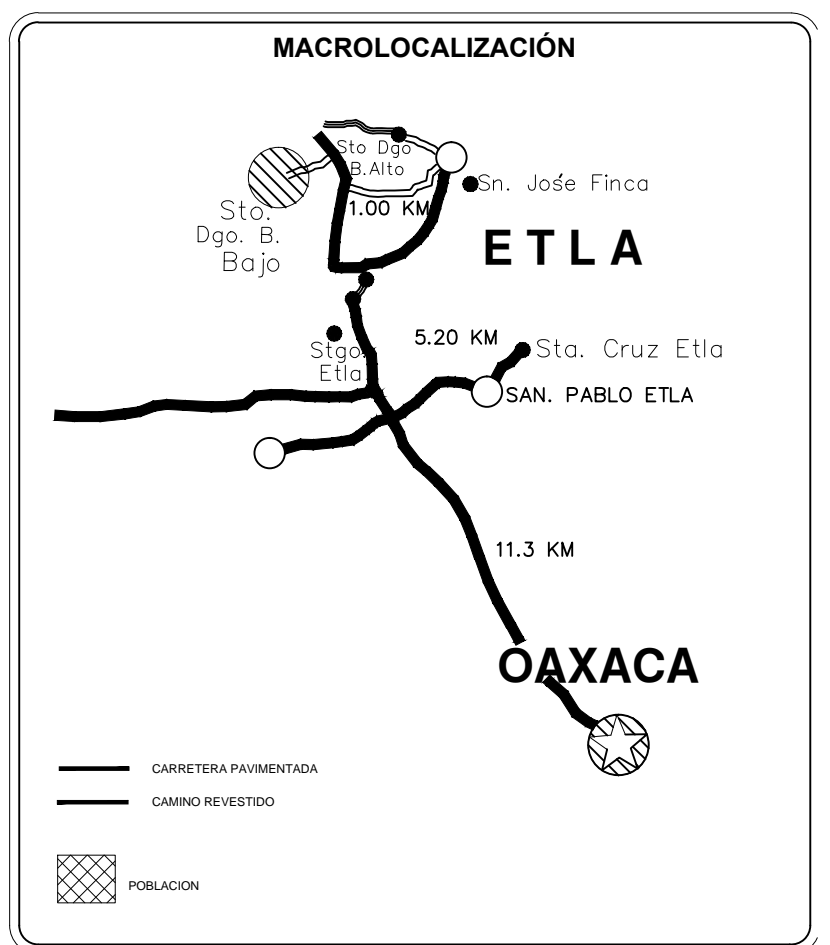 MACROLOCALIZACIÓN
Sto Dgo
B.Alto
Sn. José Finca
1.00 KM
Sto.
Dgo. B.
Bajo
ETLA
5.20 KM
Stgo.
Etla
Sta. Cruz Etla
SAN. PABLO ETLA
11.3 KM
OAXACA
CARRETERA PAVIMENTADA
CAMINO REVESTIDO
POBLACION